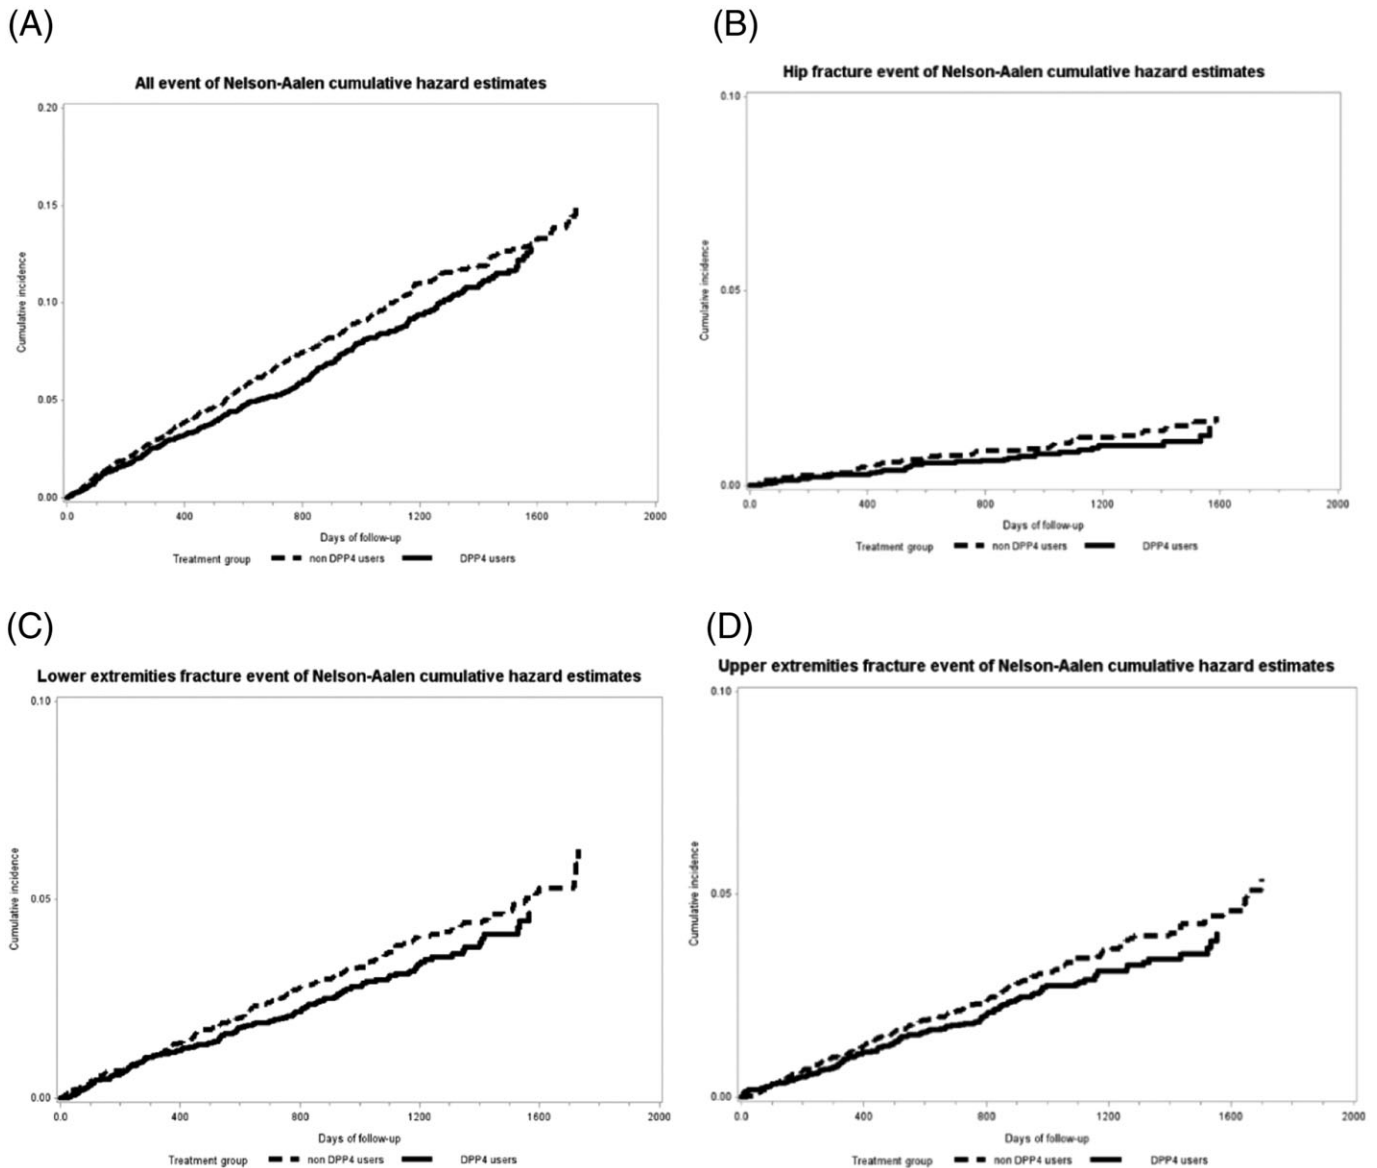 (A)
All event of Nelson-Aalen cumulative hazard estimates
0.20
0.15
0.10
0.05
0.00
Cumulative incidence
0.0 400 800 1200 1600 2000
Days of follow-up
Treatment group non DPP4 users DPP4 users
(B)
Hip fracture event of Nelson-Aalen cumulative hazard estimates
0.10
0.05
0.00
Cumulative incidence
0.0 400 800 1200 1600 2000
Days of follow-up
Treatment group non DPP4 users DPP4 users
(C)
Lower extremities fracture event of Nelson-Aalen cumulative hazard estimates
0.10
0.05
0.00
Cumulative incidence
0.0 400 800 1200 1600 2000
Days of follow-up
Treatment group non DPP4 users DPP4 users
(D)
Upper extremities fracture event of Nelson-Aalen cumulative hazard estimates
0.10
0.05
0.00
Cumulative incidence
0.0 400 800 1200 1600 2000
Days of follow-up
Treatment group non DPP4 users DPP4 users